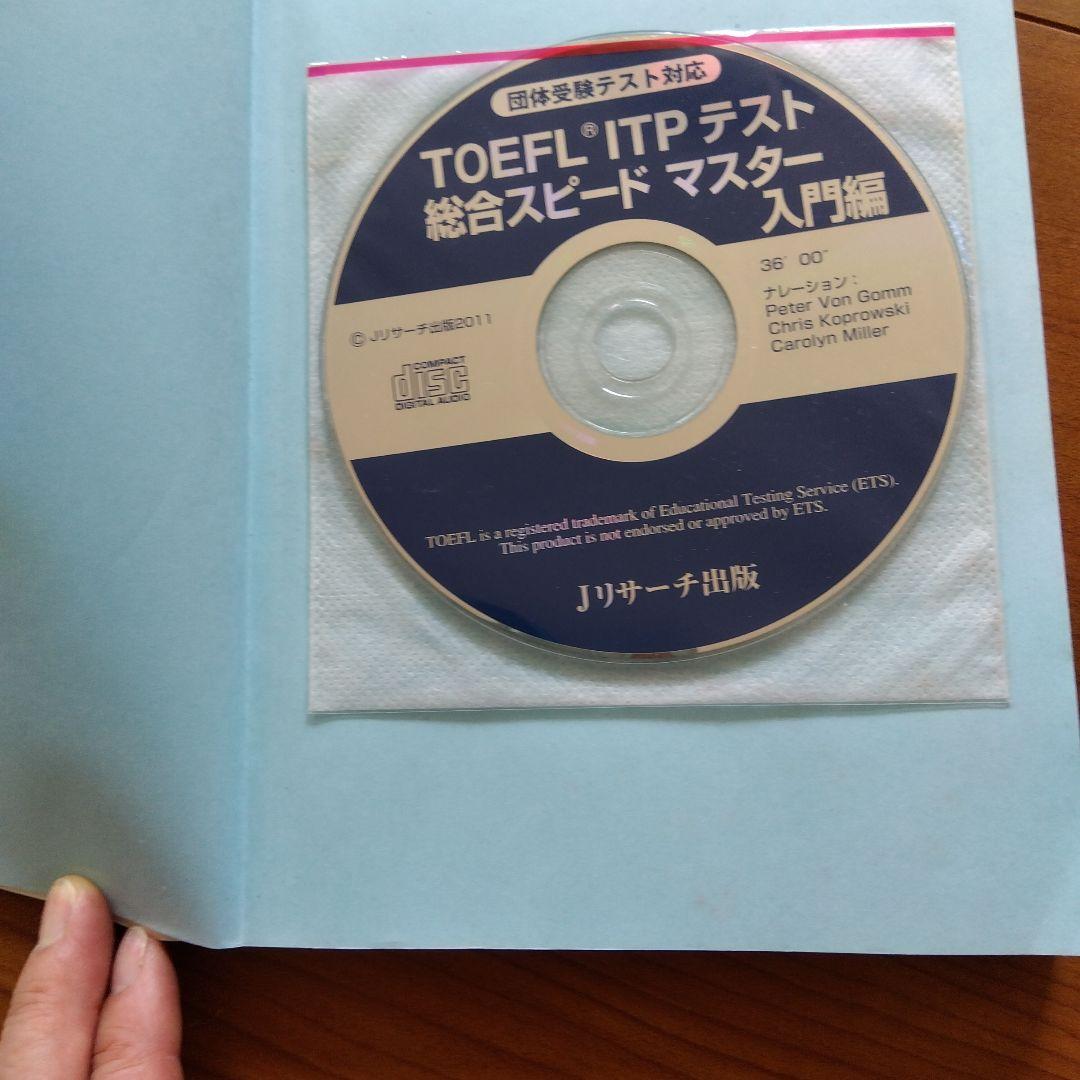 団体受験テスト対応
TOEFL® ITP テスト
総合スピード マスター
入門編
36′ 00″
ナレーション：
Peter Von Gomm
Chris Koprowski
Carolyn Miller
© Jリサーチ出版2011
COMPACT
disc
DIGITAL AUDIO
TOEFL is a registered trademark of Educational Testing Service (ETS).
This product is not endorsed or approved by ETS.
Jリサーチ出版